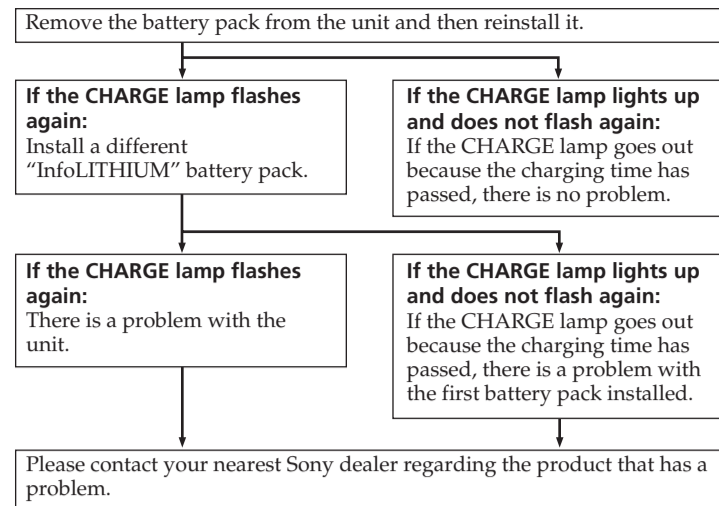 Remove the battery pack from the unit and then reinstall it.
If the CHARGE lamp flashes
again:
Install a different
“InfoLITHIUM” battery pack.
If the CHARGE lamp lights up
and does not flash again:
If the CHARGE lamp goes out
because the charging time has
passed, there is no problem.
If the CHARGE lamp flashes
again:
There is a problem with the
unit.
If the CHARGE lamp lights up
and does not flash again:
If the CHARGE lamp goes out
because the charging time has
passed, there is a problem with
the first battery pack installed.
Please contact your nearest Sony dealer regarding the product that has a
problem.